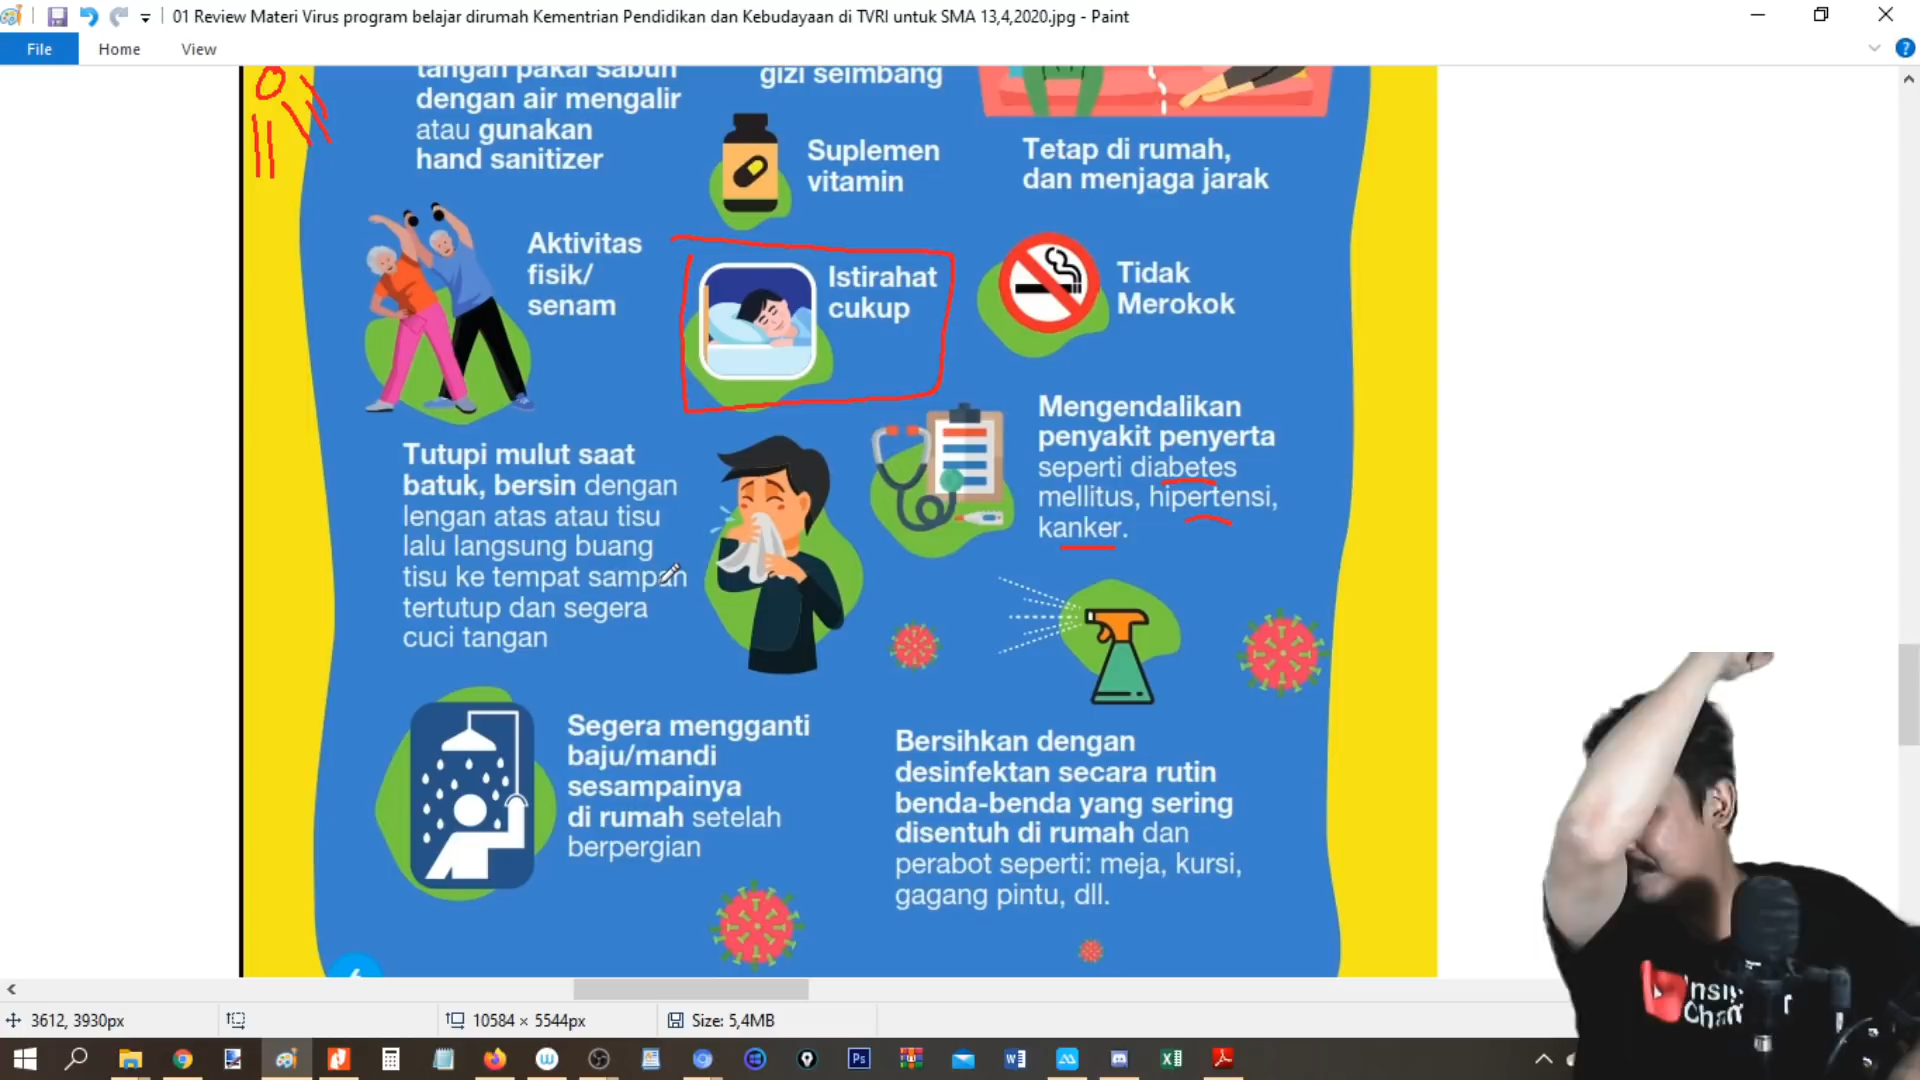 01 Review Materi Virus program belajar dirumah Kementrian Pendidikan dan Kebudayaan di TVRI untuk SMA 13,4,2020.jpg - Paint
File
Home
View
tangan pakai sabun
dengan air mengalir
atau gunakan
hand sanitizer
gizi seimbang
Suplemen
vitamin
Tetap di rumah,
dan menjaga jarak
Aktivitas
fisik/
senam
Istirahat
cukup
Tidak
Merokok
Mengendalikan
penyakit penyerta
seperti diabetes
mellitus, hipertensi,
kanker.
Tutupi mulut saat
batuk, bersin dengan
lengan atas atau tisu
lalu langsung buang
tisu ke tempat sampah
tertutup dan segera
cuci tangan
Segera mengganti
baju/mandi
sesampainya
di rumah setelah
berpergian
Bersihkan dengan
desinfektan secara rutin
benda-benda yang sering
disentuh di rumah dan
perabot seperti: meja, kursi,
gagang pintu, dll.
3612, 3930px
10584 × 5544px
Size: 5,4MB